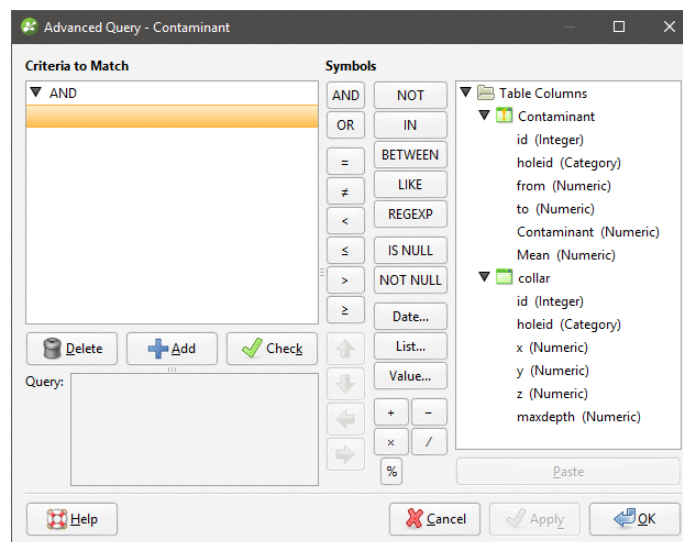 Advanced Query - Contaminant
Criteria to Match
Symbols
AND
AND
NOT
OR
IN
=
BETWEEN
≠
LIKE
<
REGEXP
≤
IS NULL
>
NOT NULL
≥
Date...
List...
Value...
+
-
×
/
%
Table Columns
Contaminant
id (Integer)
holeid (Category)
from (Numeric)
to (Numeric)
Contaminant (Numeric)
Mean (Numeric)
collar
id (Integer)
holeid (Category)
x (Numeric)
y (Numeric)
z (Numeric)
maxdepth (Numeric)
Delete
Add
Check
Query:
Paste
Help
Cancel
Apply
OK